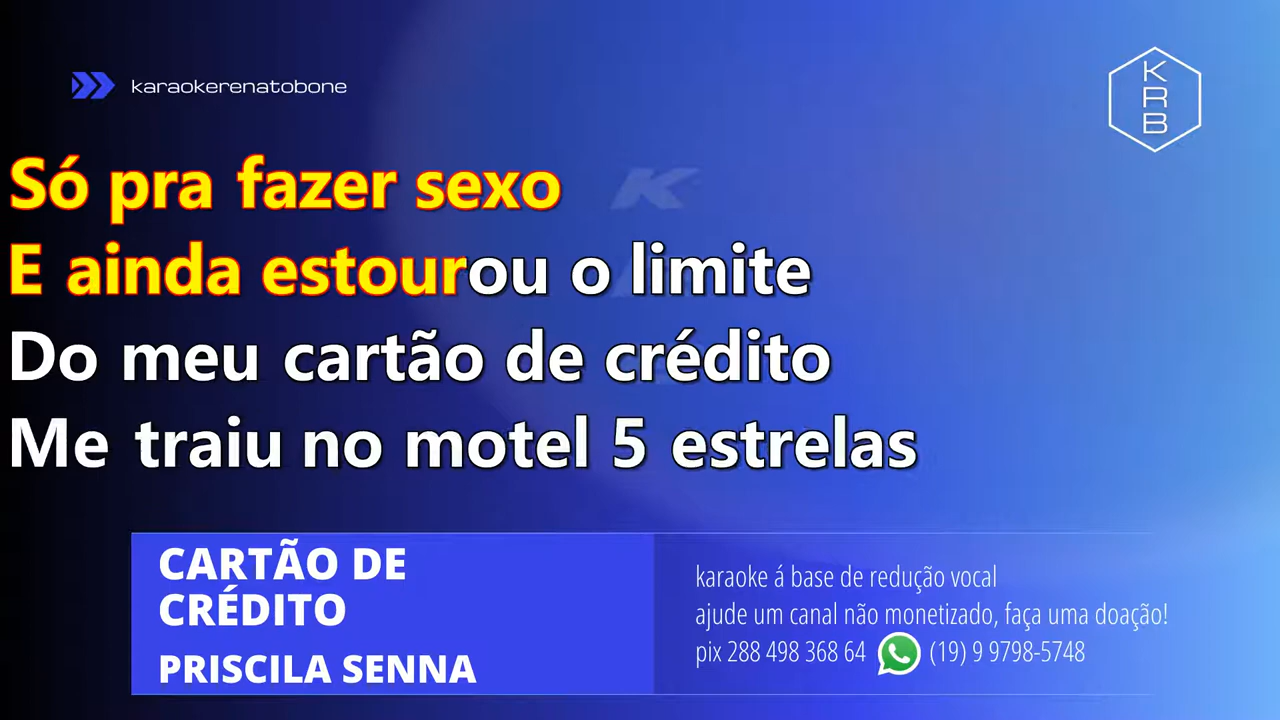 karaokerenatobone
K
R
B
Só pra fazer sexo
E ainda estourou o limite
Do meu cartão de crédito
Me traiu no motel 5 estrelas
CARTÃO DE
CRÉDITO
PRISCILA SENNA
karaoke á base de redução vocal
ajude um canal não monetizado, faça uma doação!
pix 288 498 368 64 (19) 9 9798-5748